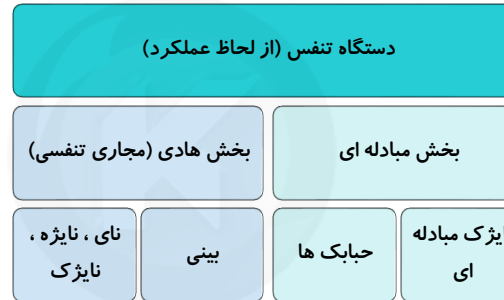 دستگاه تنفس (از لحاظ عملکرد)
بخش مبادله ای
بخش هادی (مجاری تنفسی)
مبادله
ای
حبابک ها
بینی
نای ، نایژه ،
نایژک